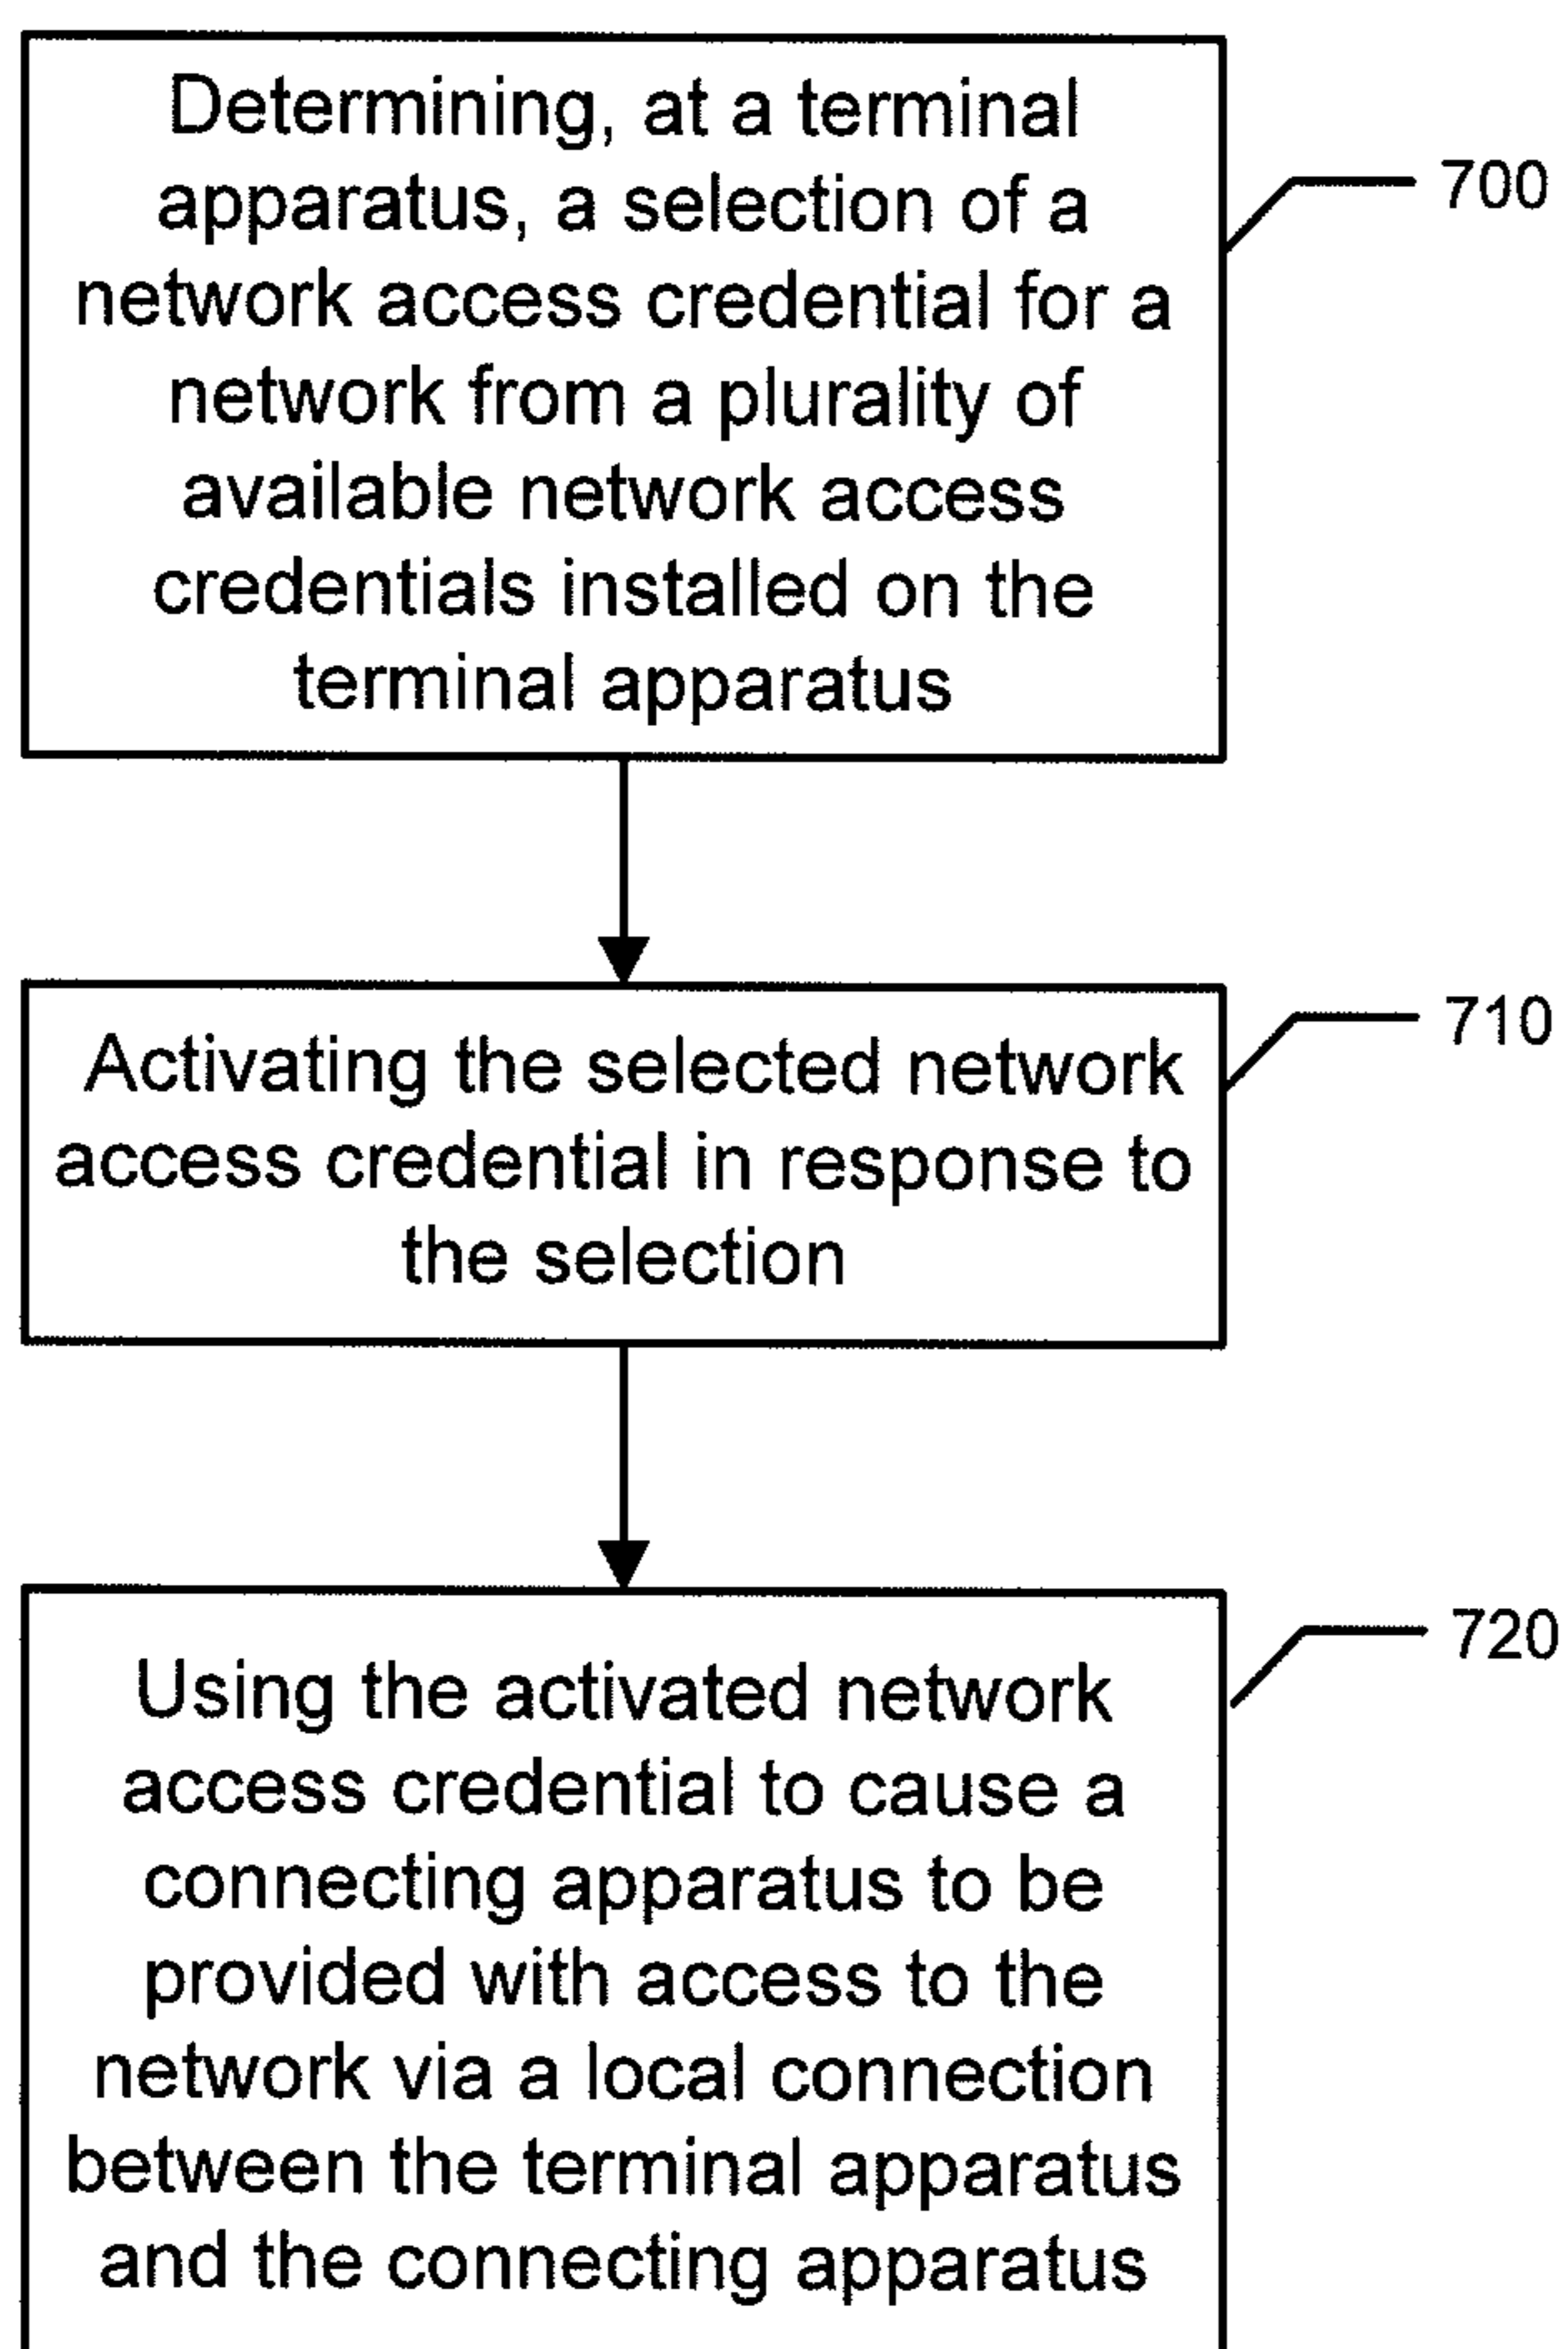 Determining, at a terminal
apparatus, a selection of a
network access credential for a
network from a plurality of
available network access
credentials installed on the
terminal apparatus
700
Activating the selected network
access credential in response to
the selection
710
Using the activated network
access credential to cause a
connecting apparatus to be
provided with access to the
network via a local connection
between the terminal apparatus
and the connecting apparatus
720